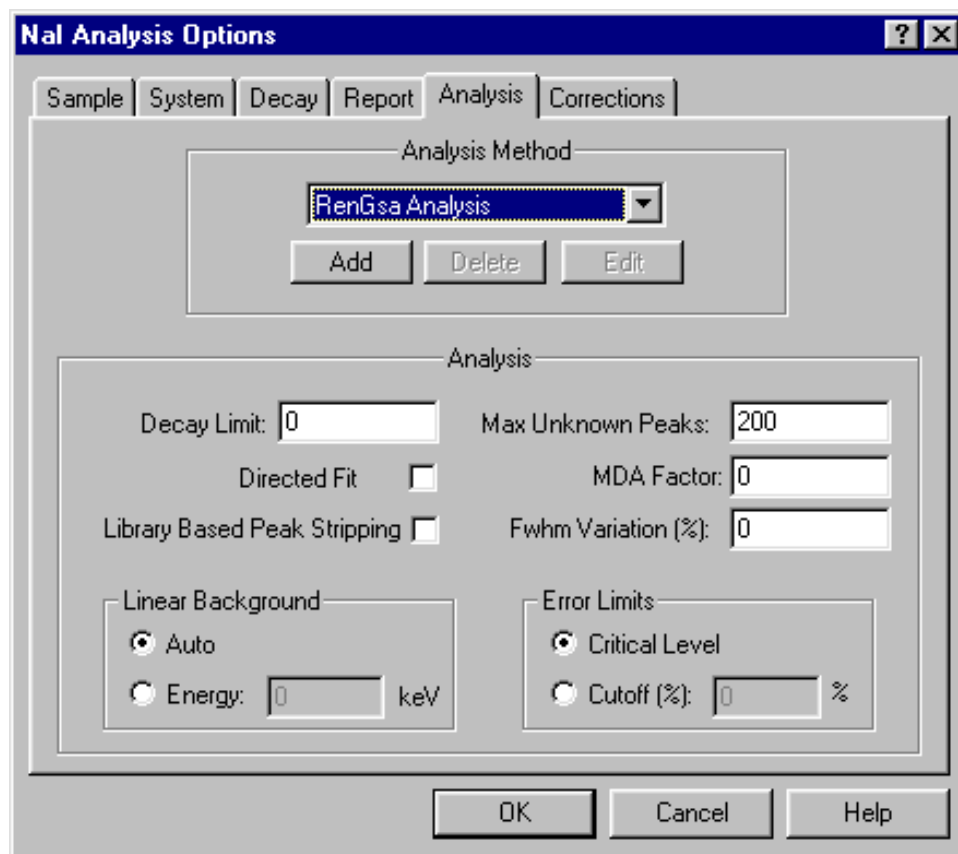 NaI Analysis Options
Sample System Decay Report Analysis Corrections
Analysis Method
RenGsa Analysis
Add Delete Edit
Analysis
Decay Limit: 0 Max Unknown Peaks: 200
Directed Fit MDA Factor: 0
Library Based Peak Stripping Fwhm Variation (%): 0
Linear Background Error Limits
Auto Critical Level
Energy: 0 keV Cutoff (%): 0 %
OK Cancel Help